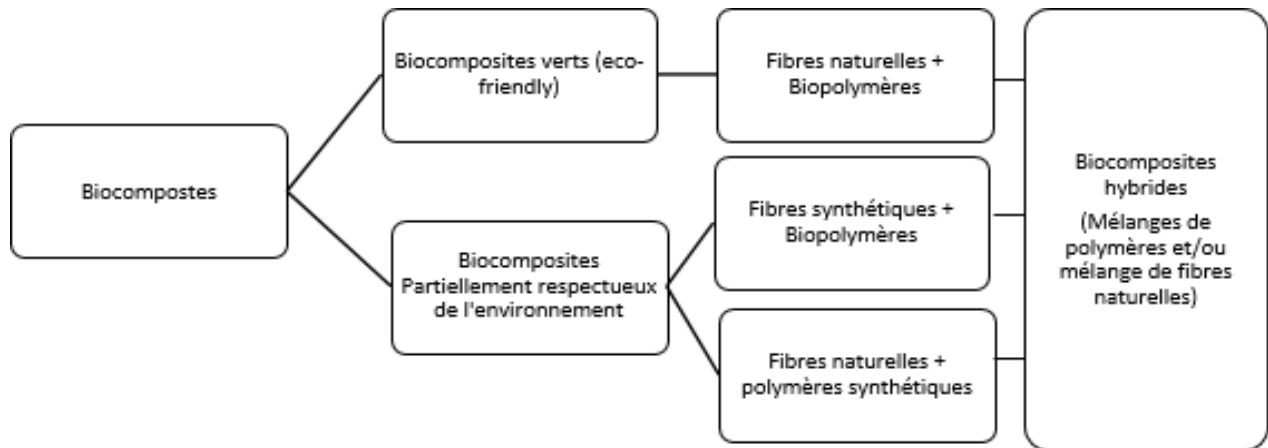 Biocompostes
Biocomposites verts (eco-
friendly)
Fibres naturelles +
Biopolymères
Biocomposites
Partiellement respectueux
de l'environnement
Fibres synthétiques +
Biopolymères
Fibres naturelles +
polymères synthétiques
Biocomposites
hybrides
(Mélanges de
polymères et/ou
mélange de fibres
naturelles)